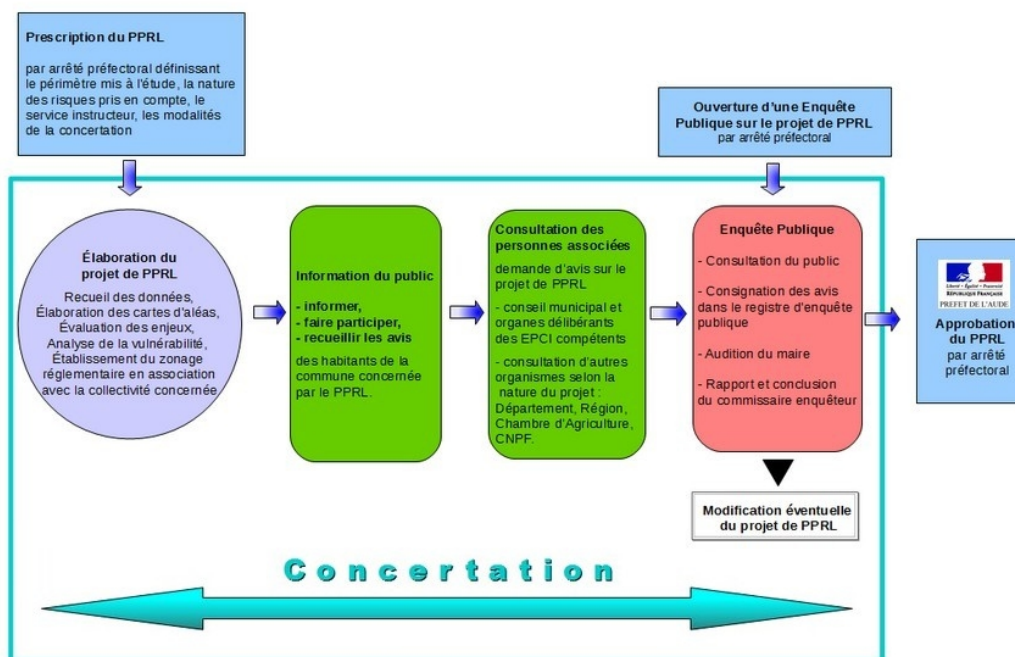 Prescription du PPRL
par arrêté préfectoral définissant
le périmètre mis à l'étude, la nature
des risques pris en compte, le
service instructeur, les modalités
de la concertation
Ouverture d'une Enquête
Publique sur le projet de PPRL
par arrêté préfectoral
Élaboration du
projet de PPRL
Recueil des données,
Élaboration des cartes d'aléas,
Évaluation des enjeux,
Analyse de la vulnérabilité,
Établissement du zonage
réglementaire en association
avec la collectivité concernée
Information du public
- informer,
- faire participer,
- recueillir les avis
des habitants de la
commune concernée
par le PPRL.
Consultation des
personnes associées
demande d'avis sur le
projet de PPRL
- conseil municipal et
organes délibérants
des EPCI compétents
- consultation d'autres
organismes selon la
nature du projet :
Département, Région,
Chambre d'Agriculture,
CNPF.
Enquête Publique
- Consultation du public
- Consignation des avis
dans le registre d'enquête
publique
- Audition du maire
- Rapport et conclusion
du commissaire enquêteur
Modification éventuelle
du projet de PPRL
Liberté • Égalité • Fraternité
RÉPUBLIQUE FRANÇAISE
PREFET DE L'AUDE
Approbation
du PPRL
par arrêté
préfectoral
Concertation